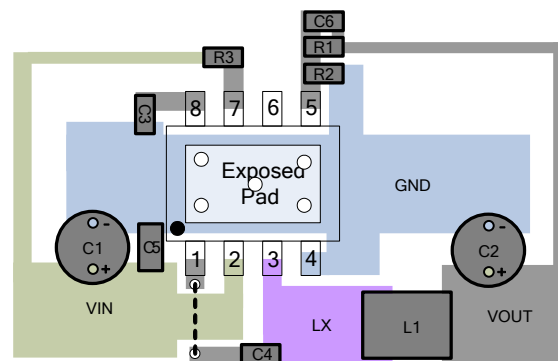 C6
R1
R3
R2
C3
8
7
6
5
Exposed
Pad
GND
-
C1
+
C5
-
C2
+
1
2
3
4
VIN
LX
L1
VOUT
C4